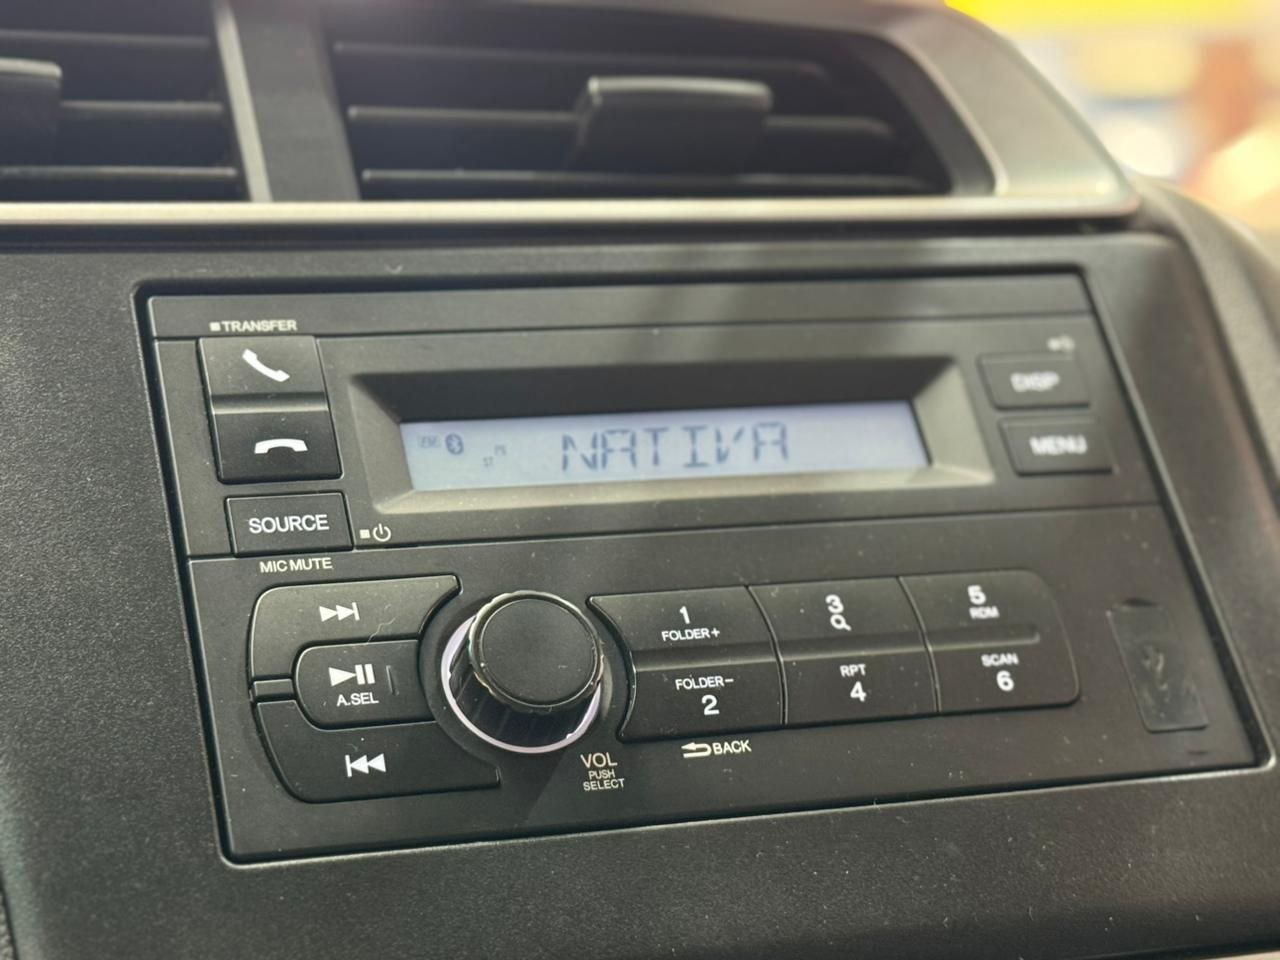 TRANSFER
DISP
NATIVA
ST
MENU
SOURCE
MIC MUTE
A.SEL
VOL
PUSH
SELECT
1
FOLDER+
3
5
RDM
FOLDER-
2
RPT
4
SCAN
6
BACK